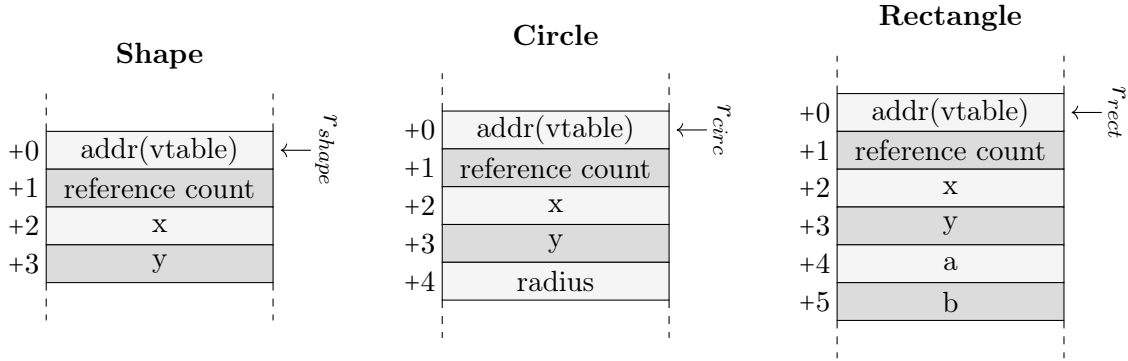 Shape
+0 addr(vtable)
+1 reference count
+2 x
+3 y
r_shape
Circle
+0 addr(vtable)
+1 reference count
+2 x
+3 y
+4 radius
r_circ
Rectangle
+0 addr(vtable)
+1 reference count
+2 x
+3 y
+4 a
+5 b
r_rect